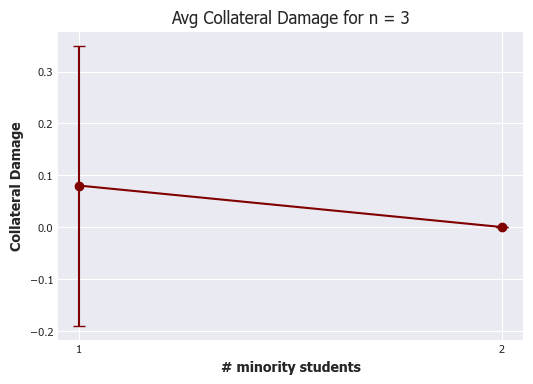 Avg Collateral Damage for n = 3
Collateral Damage
0.3
0.2
0.1
0.0
−0.1
−0.2
1
2
# minority students